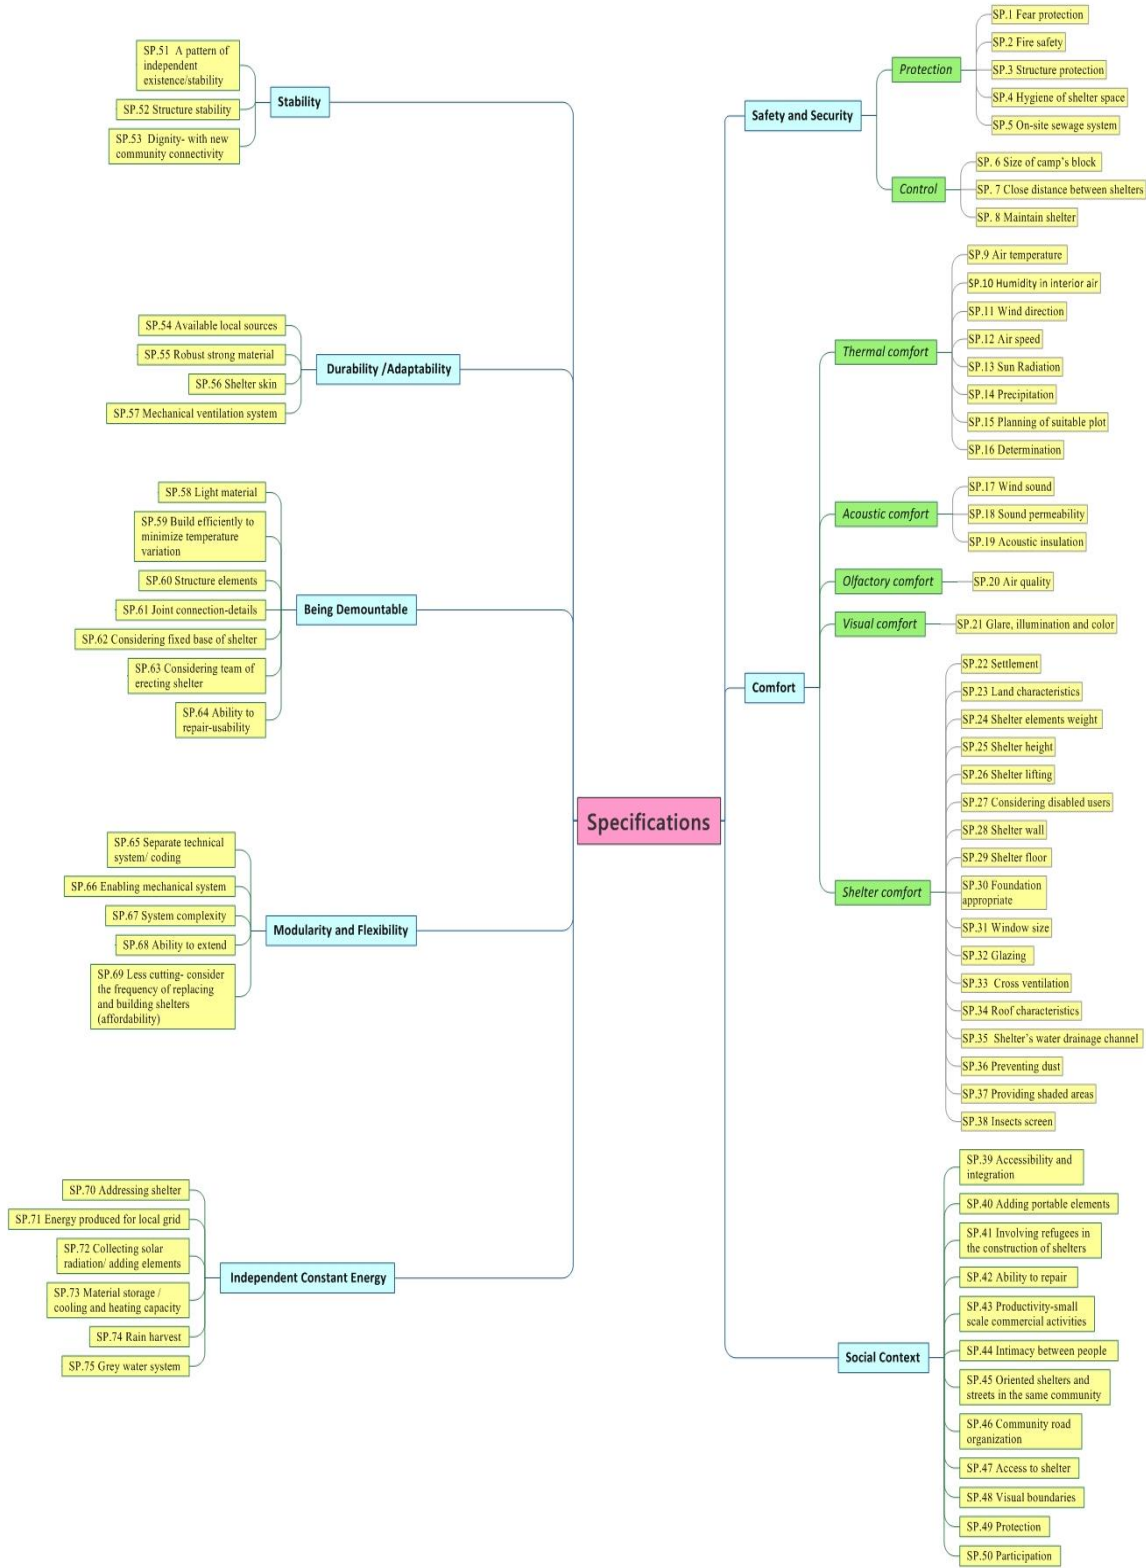 Specifications
Safety and Security
Protection
SP.1 Fear protection
SP.2 Fire safety
SP.3 Structure protection
SP.4 Hygiene of shelter space
SP.5 On-site sewage system
Control
SP. 6 Size of camp's block
SP. 7 Close distance between shelters
SP. 8 Maintain shelter
Comfort
Thermal comfort
SP.9 Air temperature
SP.10 Humidity in interior air
SP.11 Wind direction
SP.12 Air speed
SP.13 Sun Radiation
SP.14 Precipitation
SP.15 Planning of suitable plot
SP.16 Determination
Acoustic comfort
SP.17 Wind sound
SP.18 Sound permeability
SP.19 Acoustic insulation
Olfactory comfort
SP.20 Air quality
Visual comfort
SP.21 Glare, illumination and color
Shelter comfort
SP.22 Settlement
SP.23 Land characteristics
SP.24 Shelter elements weight
SP.25 Shelter height
SP.26 Shelter lifting
SP.27 Considering disabled users
SP.28 Shelter wall
SP.29 Shelter floor
SP.30 Foundation
appropriate
SP.31 Window size
SP.32 Glazing
SP.33 Cross ventilation
SP.34 Roof characteristics
SP.35 Shelter's water drainage channel
SP.36 Preventing dust
SP.37 Providing shaded areas
SP.38 Insects screen
Social Context
SP.39 Accessibility and
integration
SP.40 Adding portable elements
SP.41 Involving refugees in
the construction of shelters
SP.42 Ability to repair
SP.43 Productivity-small
scale commercial activities
SP.44 Intimacy between people
SP.45 Oriented shelters and
streets in the same community
SP.46 Community road
organization
SP.47 Access to shelter
SP.48 Visual boundaries
SP.49 Protection
SP.50 Participation
Stability
SP.51 A pattern of
independent
existence/stability
SP.52 Structure stability
SP.53 Dignity- with new
community connectivity
Durability /Adaptability
SP.54 Available local sources
SP.55 Robust strong material
SP.56 Shelter skin
SP.57 Mechanical ventilation system
Being Demountable
SP.58 Light material
SP.59 Build efficiently to
minimize temperature
variation
SP.60 Structure elements
SP.61 Joint connection-details
SP.62 Considering fixed base of shelter
SP.63 Considering team of
erecting shelter
SP.64 Ability to
repair-usability
Modularity and Flexibility
SP.65 Separate technical
system/ coding
SP.66 Enabling mechanical system
SP.67 System complexity
SP.68 Ability to extend
SP.69 Less cutting- consider
the frequency of replacing
and building shelters
(affordability)
Independent Constant Energy
SP.70 Addressing shelter
SP.71 Energy produced for local grid
SP.72 Collecting solar
radiation/ adding elements
SP.73 Material storage /
cooling and heating capacity
SP.74 Rain harvest
SP.75 Grey water system